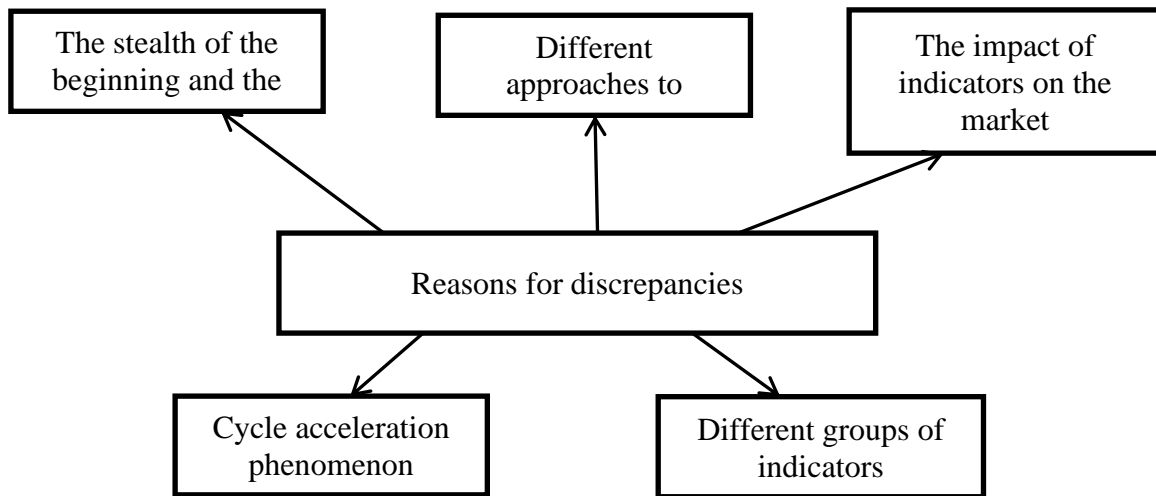 The stealth of the
beginning and the
Different
approaches to
The impact of
indicators on the
market
Reasons for discrepancies
Cycle acceleration
phenomenon
Different groups of
indicators